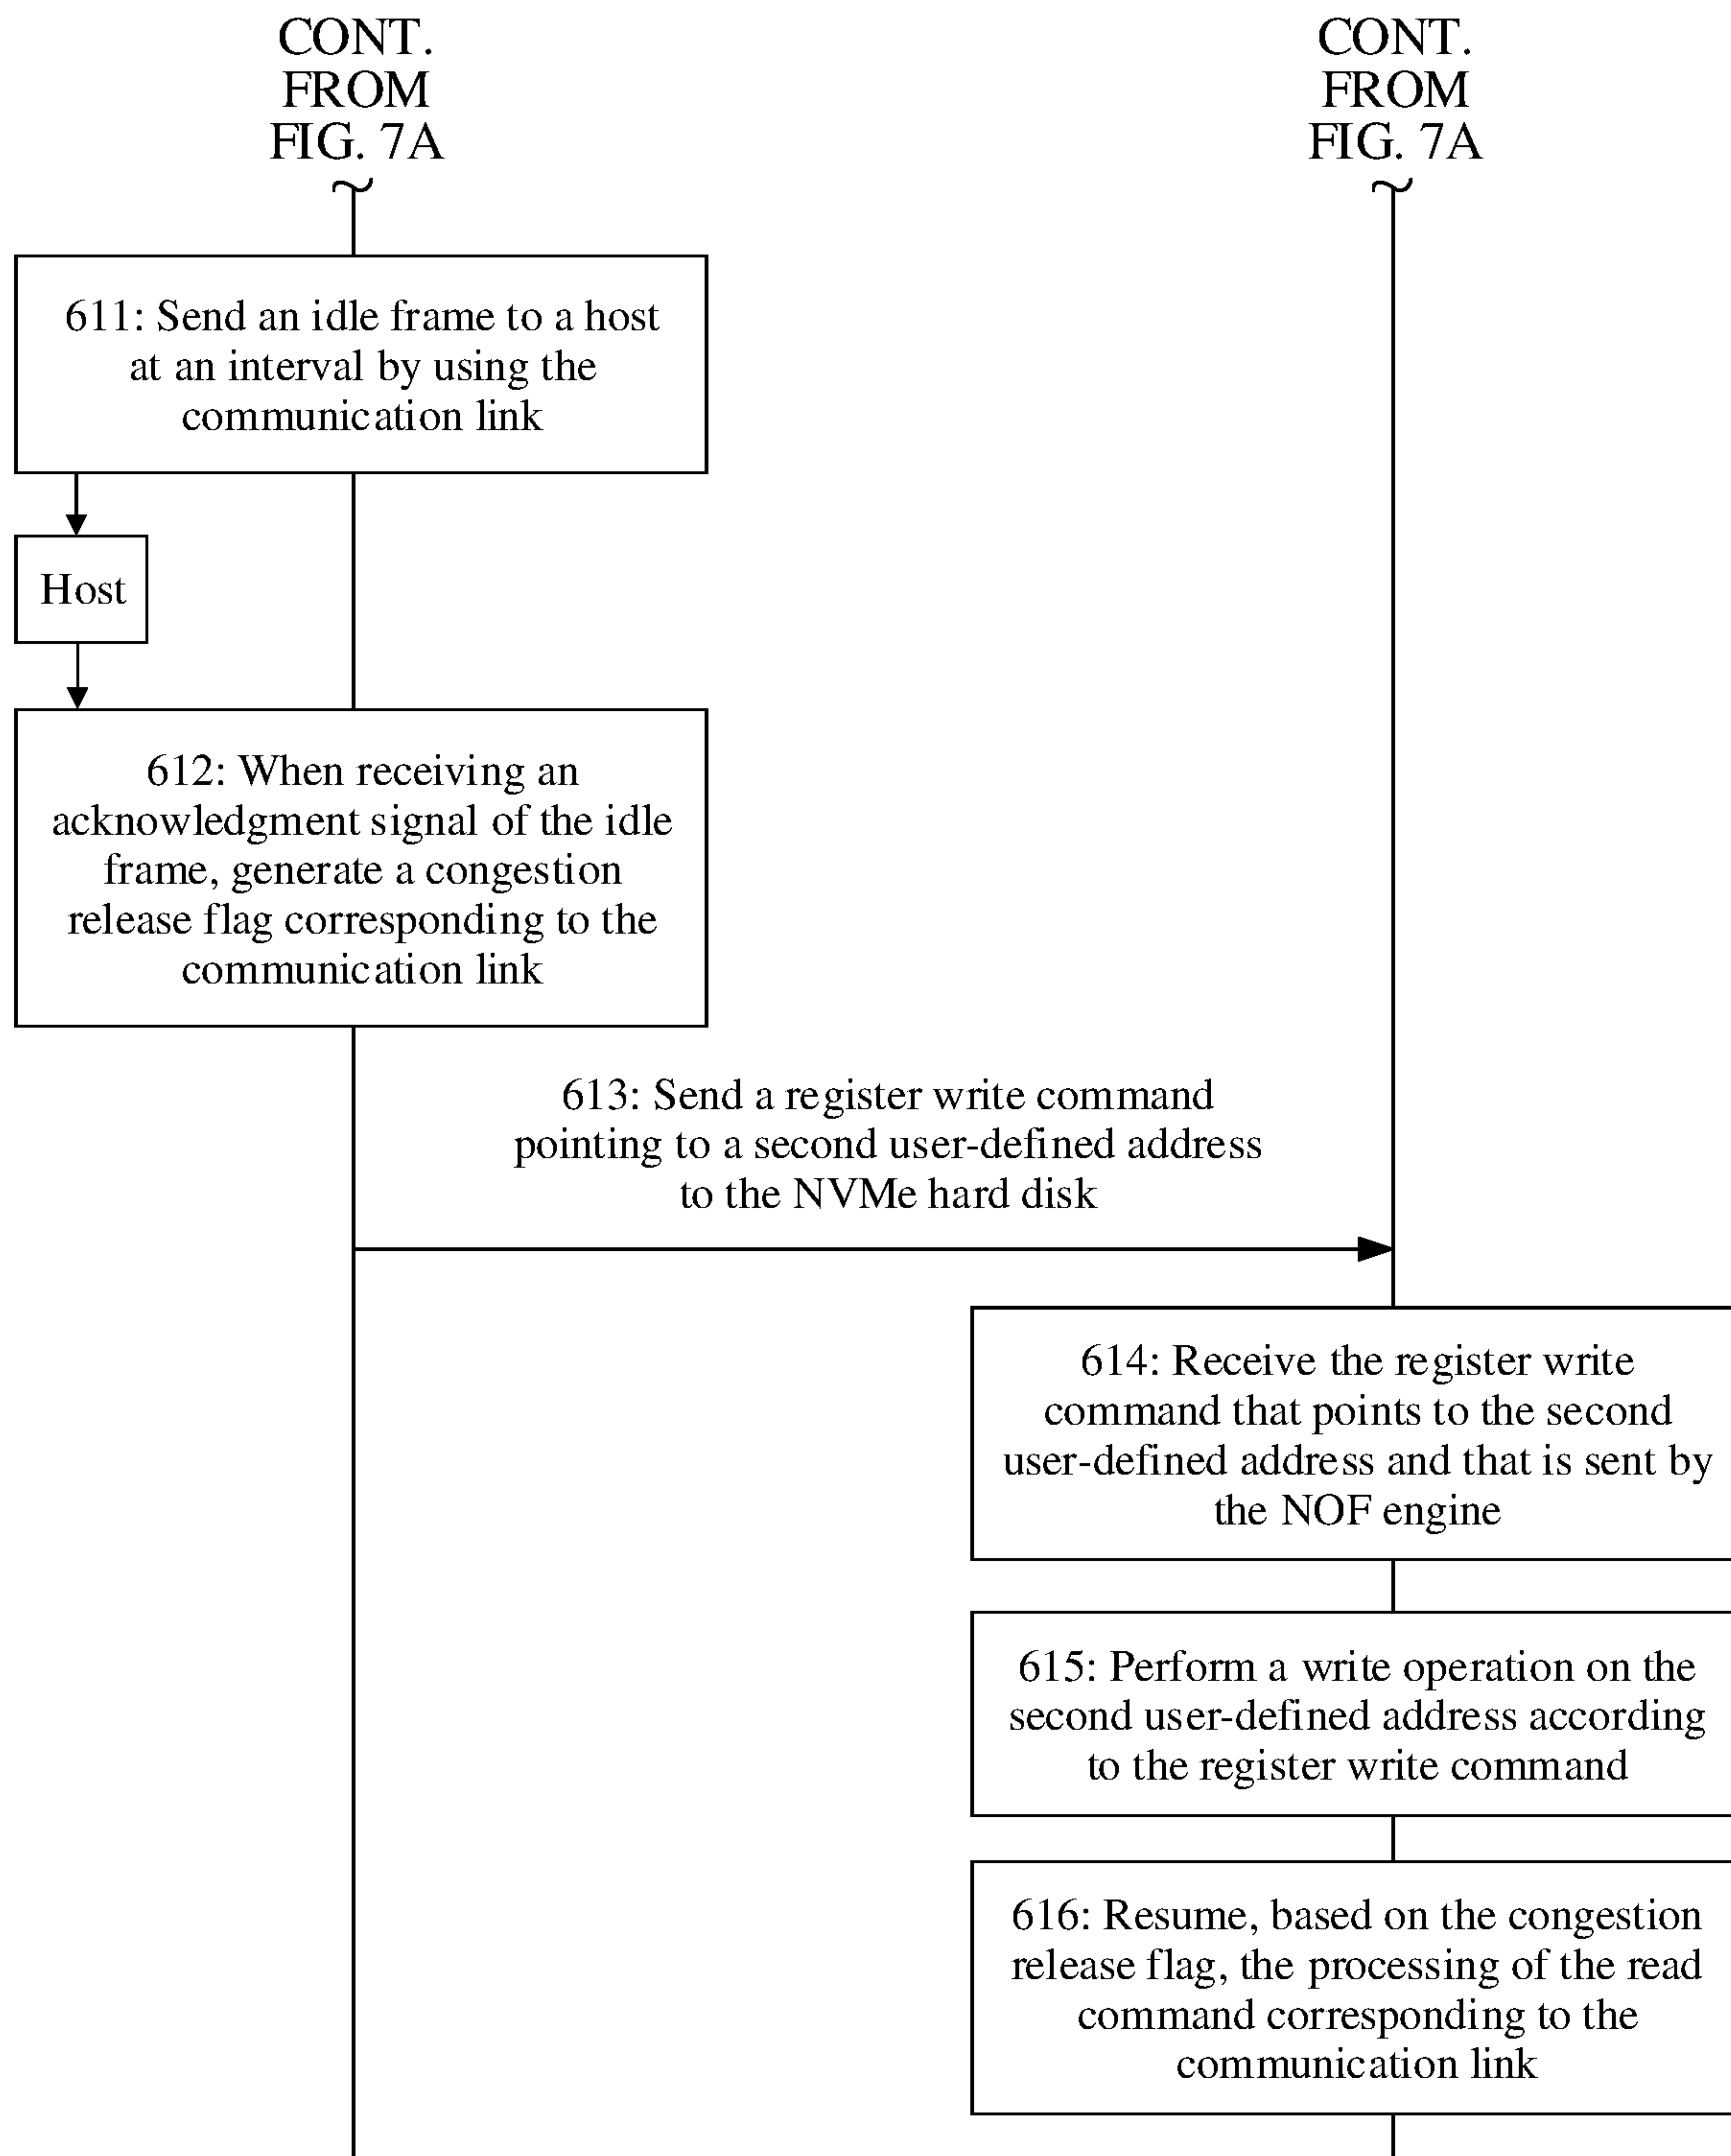 CONT.
FROM
FIG. 7A
CONT.
FROM
FIG. 7A
611: Send an idle frame to a host
at an interval by using the
communication link
Host
612: When receiving an
acknowledgment signal of the idle
frame, generate a congestion
release flag corresponding to the
communication link
613: Send a register write command
pointing to a second user-defined address
to the NVMe hard disk
614: Receive the register write
command that points to the second
user-defined address and that is sent by
the NOF engine
615: Perform a write operation on the
second user-defined address according
to the register write command
616: Resume, based on the congestion
release flag, the processing of the read
command corresponding to the
communication link